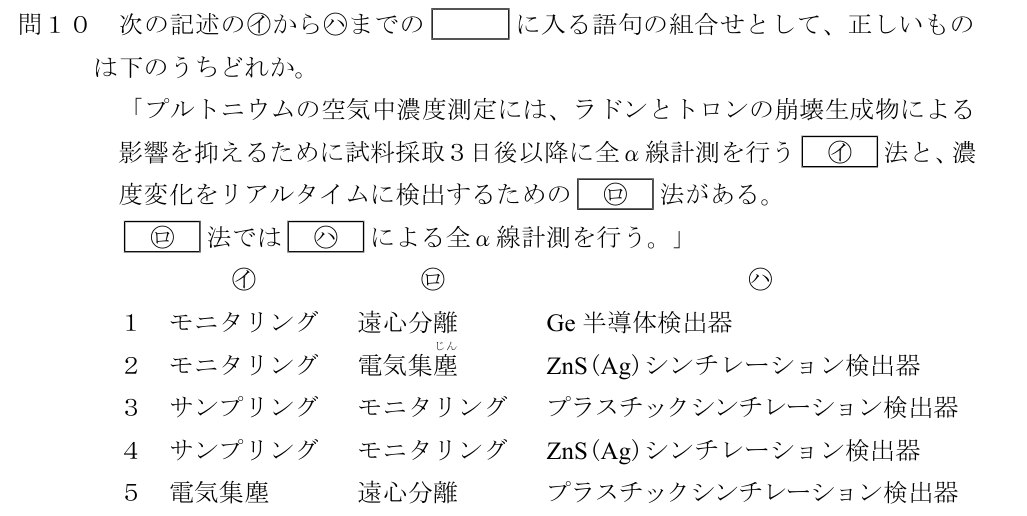 問10 次の記述の㋑から㋩までの□に入る語句の組合せとして、正しいもの
は下のうちどれか。
「プルトニウムの空気中濃度測定には、ラドンとトロンの崩壊生成物による
影響を抑えるために試料採取3日後以降に全α線計測を行う ㋑ 法と、濃
度変化をリアルタイムに検出するための ㋺ 法がある。
㋺ 法では ㋩ による全α線計測を行う。」
㋑ ㋺ ㋩
1 モニタリング 遠心分離 Ge半導体検出器
じん
2 モニタリング 電気集塵 ZnS(Ag)シンチレーション検出器
3 サンプリング モニタリング プラスチックシンチレーション検出器
4 サンプリング モニタリング ZnS(Ag)シンチレーション検出器
5 電気集塵 遠心分離 プラスチックシンチレーション検出器